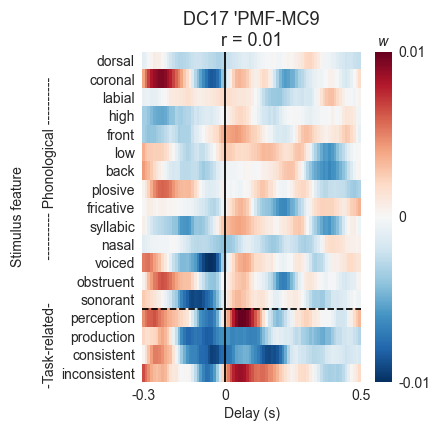 DC17 'PMF-MC9
r = 0.01
w
dorsal
coronal
labial
high
front
low
back
plosive
fricative
syllabic
nasal
voiced
obstruent
sonorant
perception
production
consistent
inconsistent
Stimulus feature
-Task-related- ----------- Phonological -----------
0.01
0
-0.01
-0.3 0 0.5
Delay (s)